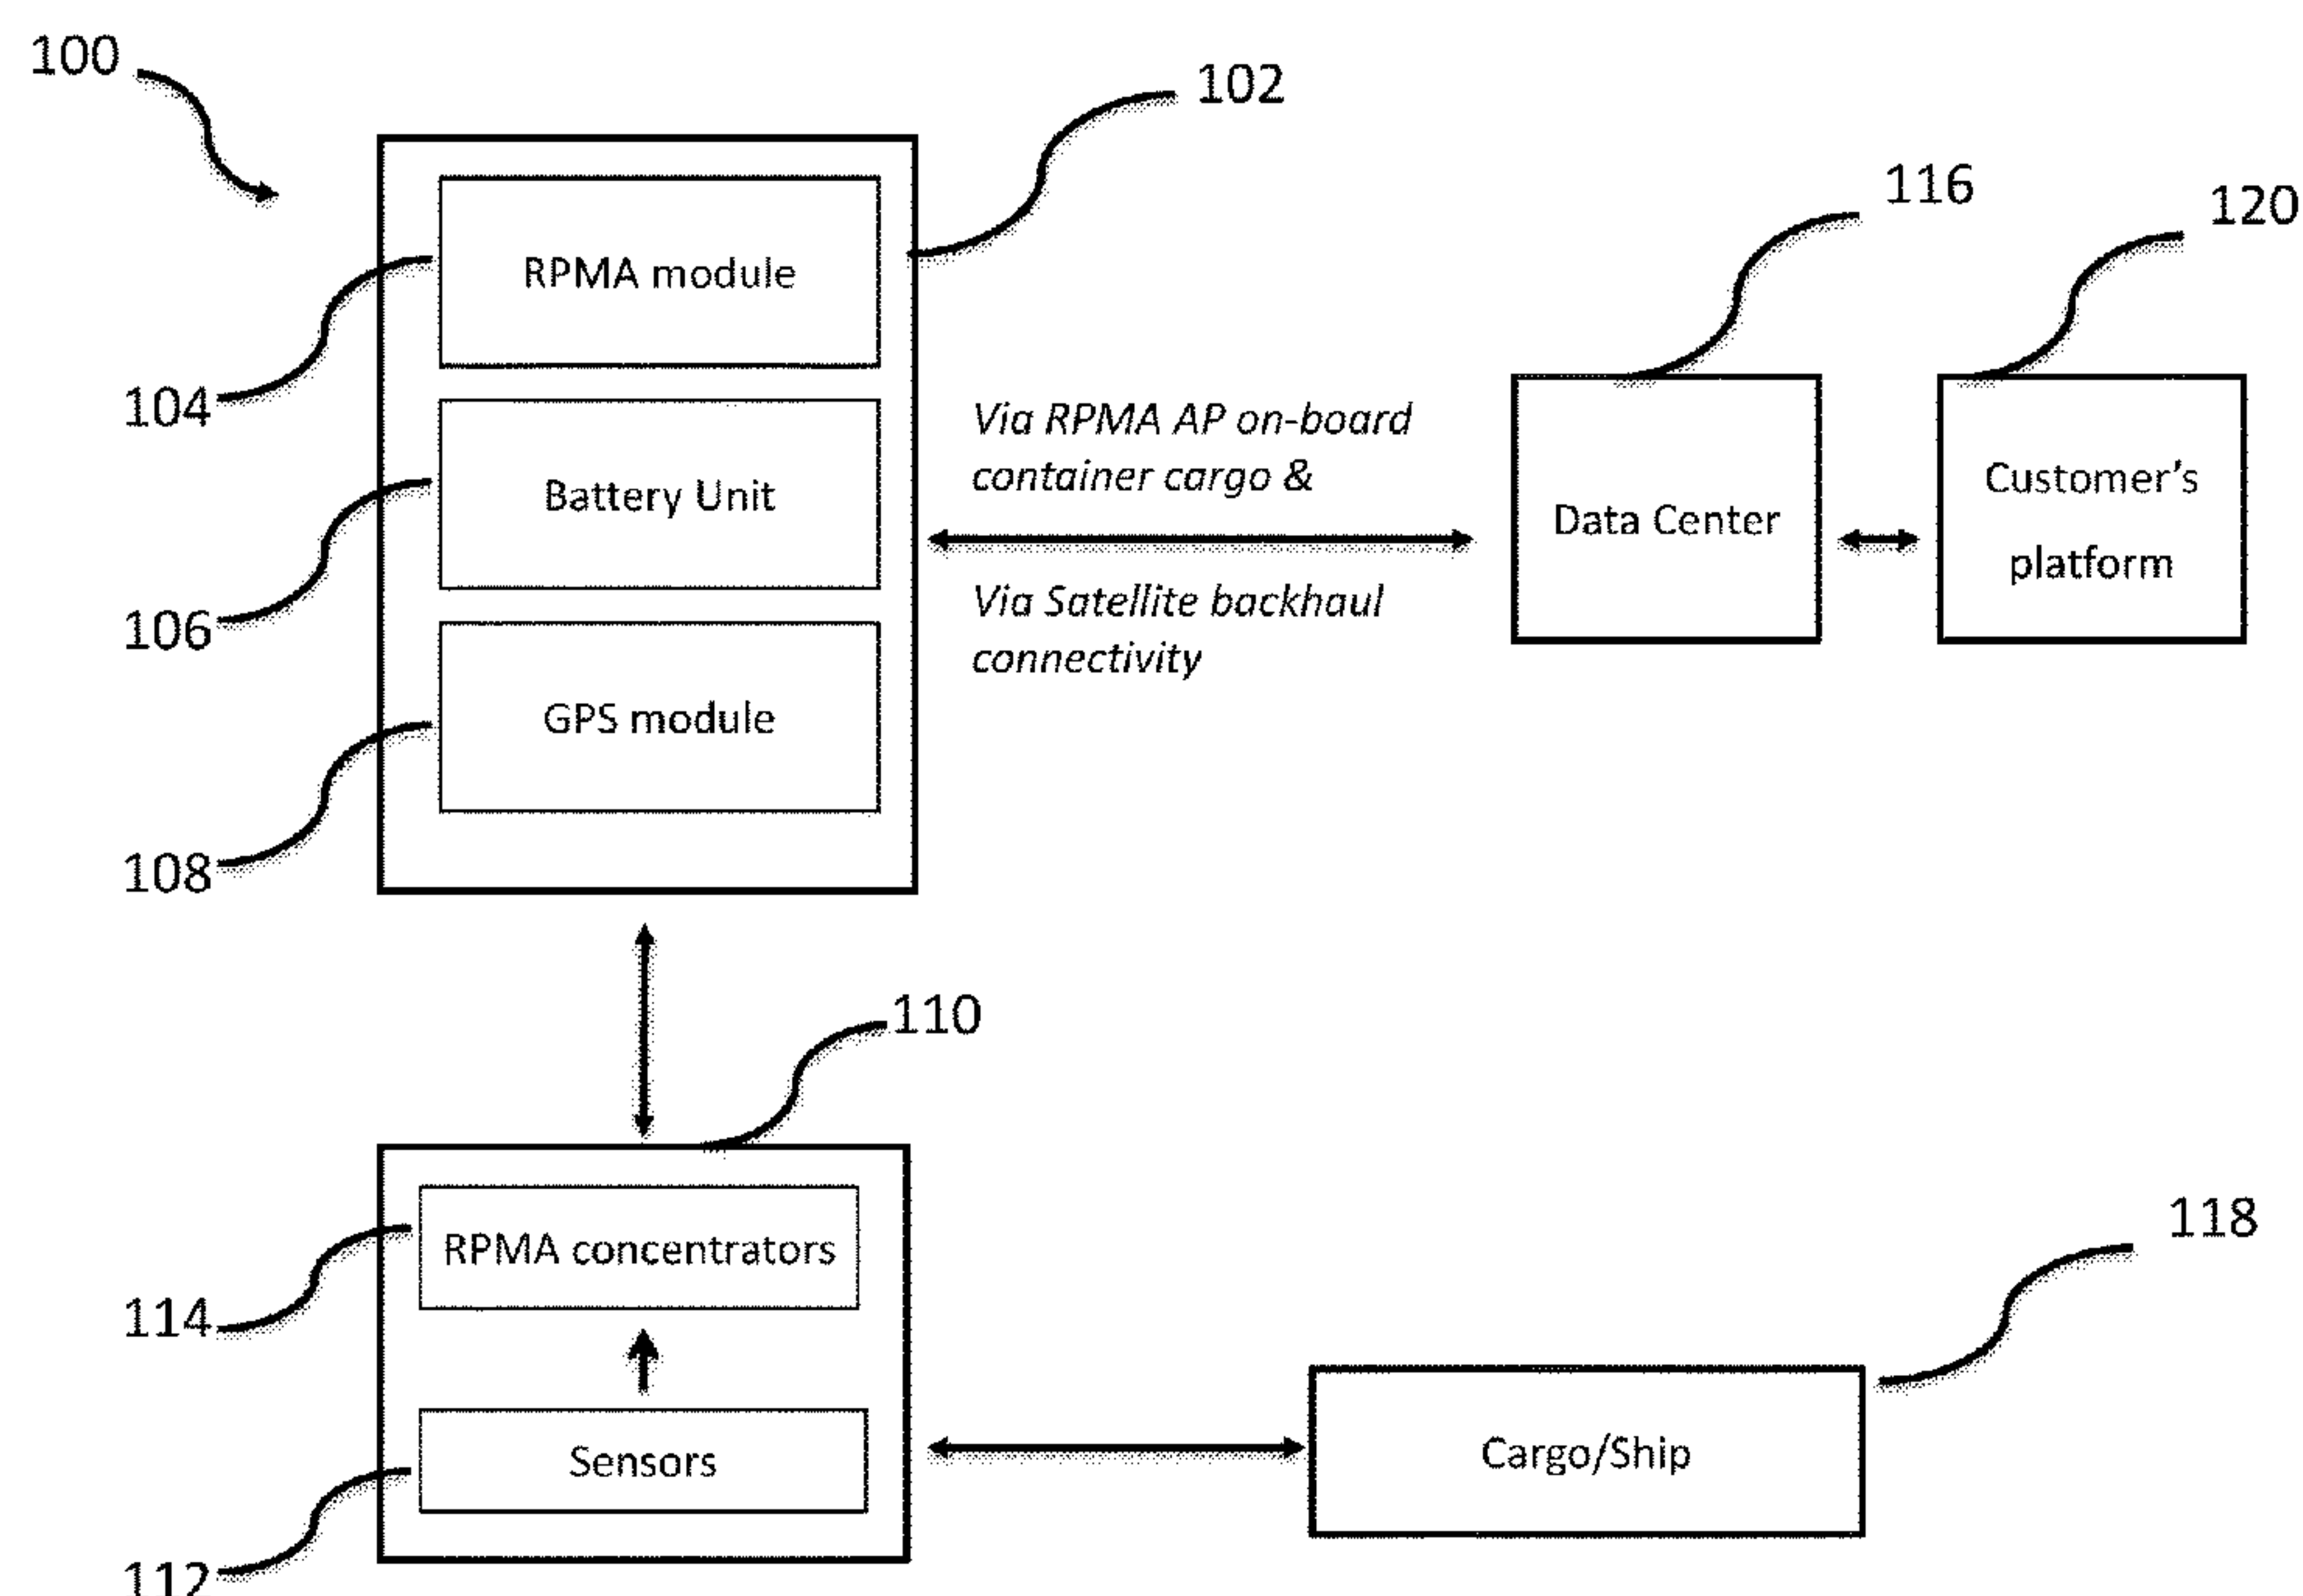 100
102
116
120
RPMA module
104
Via RPMA AP on-board
container cargo &
Battery Unit
Customer's
platform
Data Center
Via Satellite backhaul
connectivity
106
GPS module
108
110
RPMA concentrators
118
114
Sensors
Cargo/Ship
112